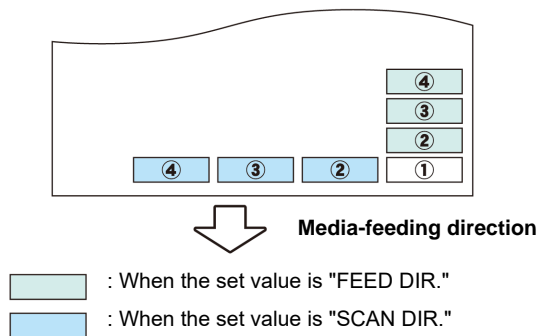 ④
③
②
④ ③ ② ①
Media-feeding direction
: When the set value is "FEED DIR."
: When the set value is "SCAN DIR."